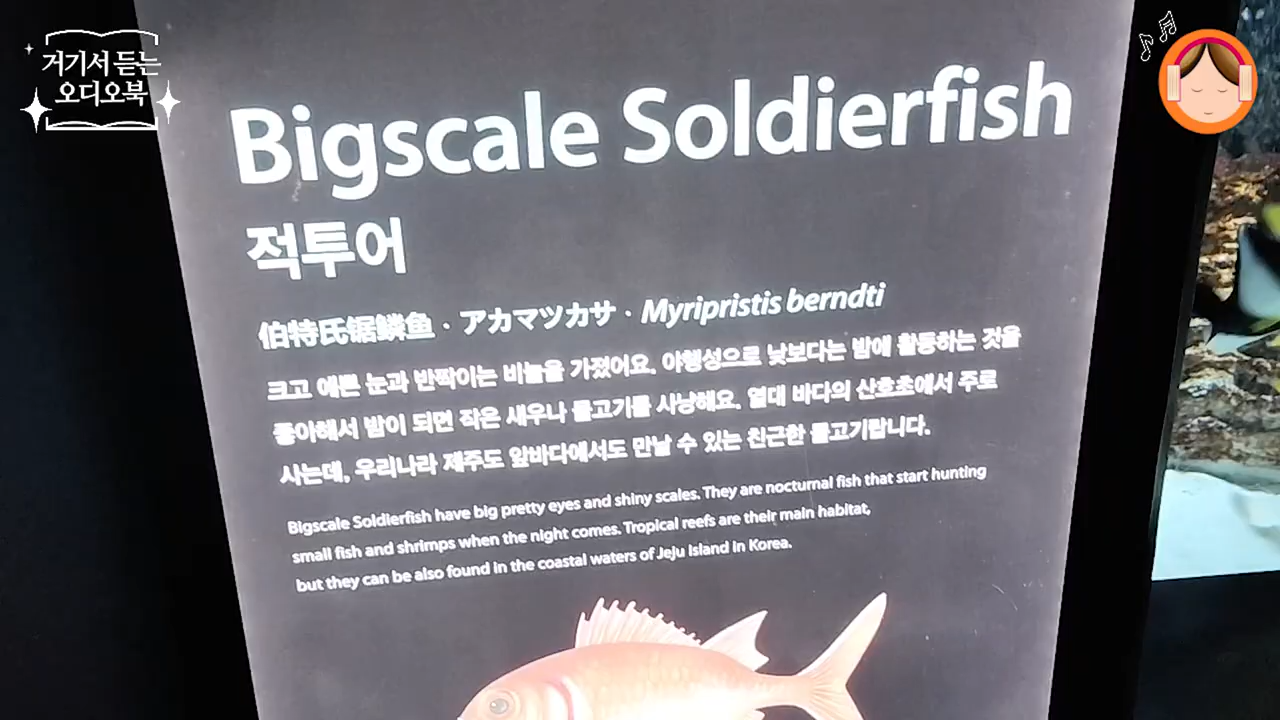 거기서 듣는
오디오북
Bigscale Soldierfish
적투어
伯特氏锯鳞鱼 · アカマツカサ · Myripristis berndti
크고 예쁜 눈과 반짝이는 비늘을 가졌어요. 야행성으로 낮보다는 밤에 활동하는 것을
좋아해서 밤이 되면 작은 새우나 물고기를 사냥해요. 열대 바다의 산호초에서 주로
사는데, 우리나라 제주도 앞바다에서도 만날 수 있는 친근한 물고기랍니다.
Bigscale Soldierfish have big pretty eyes and shiny scales. They are nocturnal fish that start hunting
small fish and shrimps when the night comes. Tropical reefs are their main habitat,
but they can be also found in the coastal waters of Jeju Island in Korea.